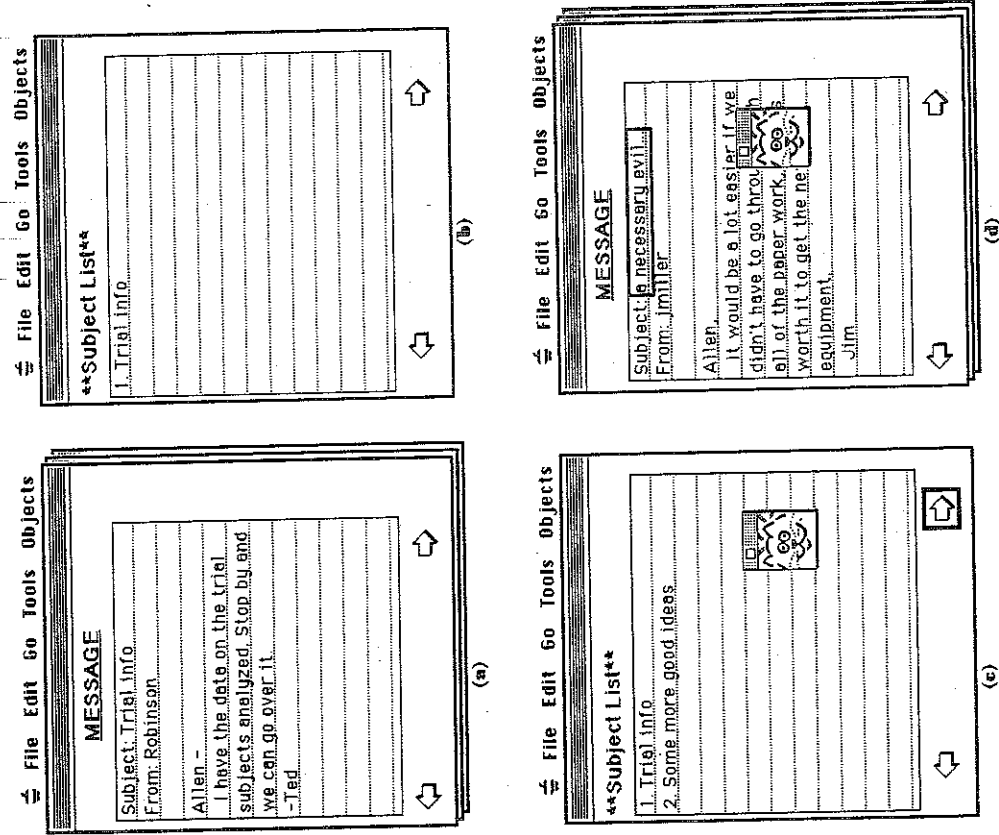 File Edit Go Tools Objects
MESSAGE
Subject: Trial info
From: Robinson
Allen -
I have the data on the trial
subjects analyzed. Stop by and
we can go over it
-Ted
(a)
File Edit Go Tools Objects
**Subject List**
1. Trial info
(b)
File Edit Go Tools Objects
**Subject List**
1. Trial info
2. Some more good ideas
(c)
File Edit Go Tools Objects
MESSAGE
Subject: a necessary evil...
From: jmiller
Allen,
It would be a lot easier if we
didn't have to go
all of the paper work.
worth it to get the
equipment.
Jim
(d)